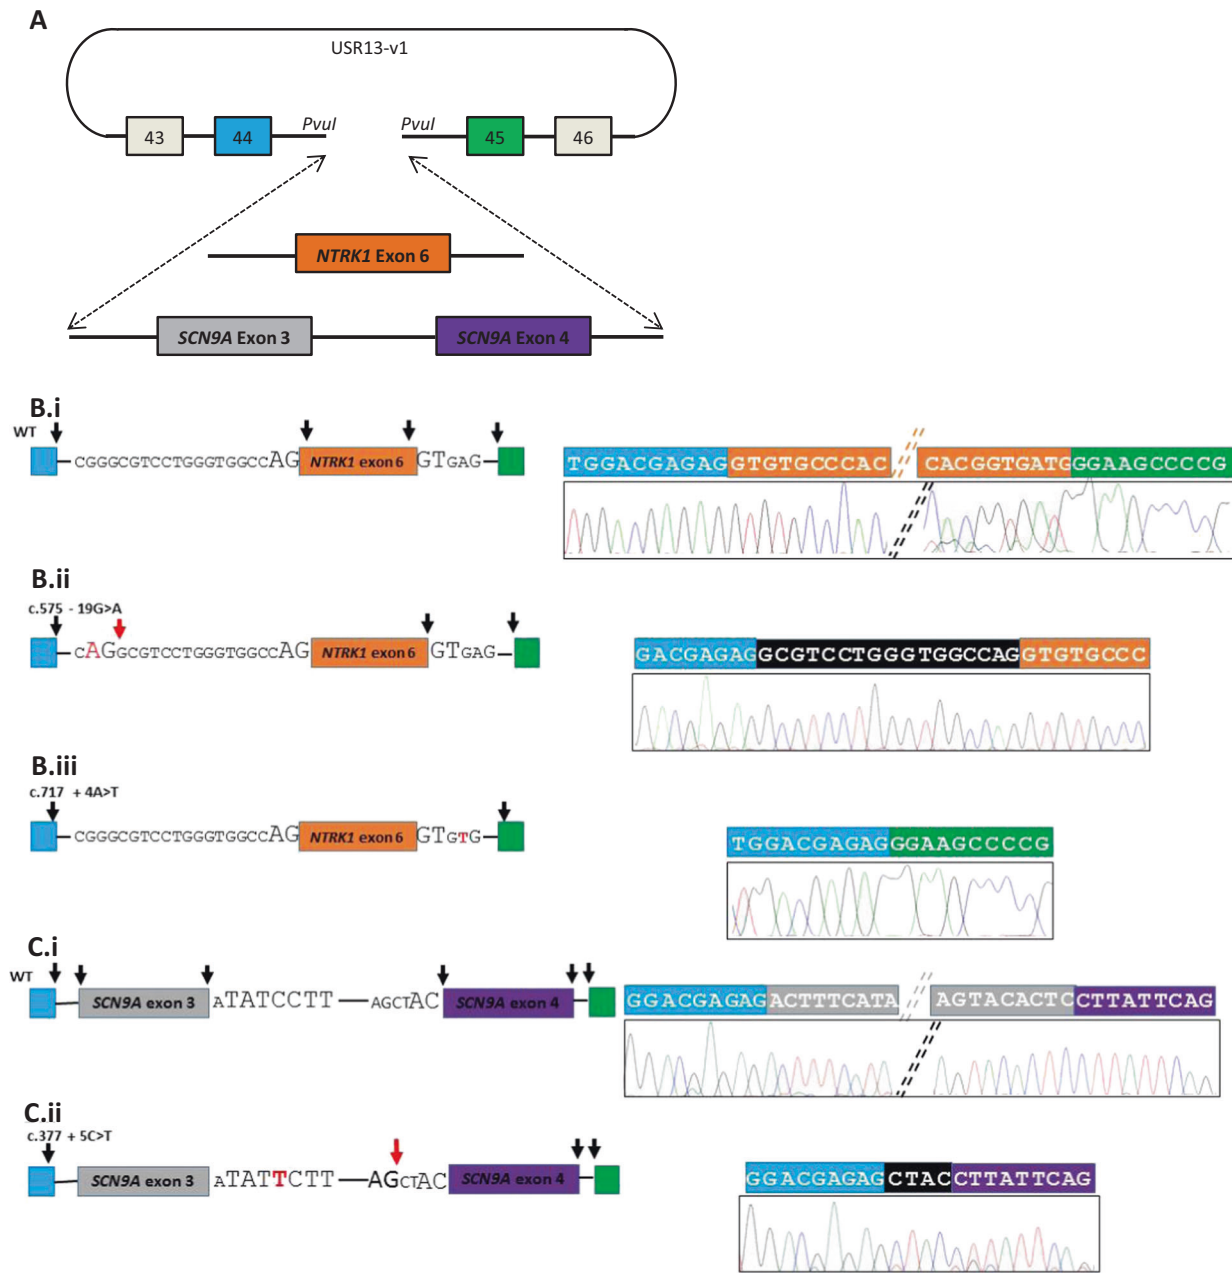 A
USR13-v1
43
44
PvuI
PvuI
45
46
NTRK1 Exon 6
SCN9A Exon 3
SCN9A Exon 4
B.i
WT
CGGGCGTCCTGGGTGGCCAG
NTRK1 exon 6
GTGAG
TGGACGAGAG
GTGTGCCCAC
CACGGTGATG
GGAAGCCCCG
B.ii
c.575 - 19G>A
CAGGCGTCCTGGGTGGCCAG
NTRK1 exon 6
GTGAG
GACGAGAG
GCGTCCTGGGTGGCCAG
GTGTGCCC
B.iii
c.717 + 4A>T
CGGGCGTCCTGGGTGGCCAG
NTRK1 exon 6
GTGTG
TGGACGAGAG
GGAAGCCCCG
C.i
WT
SCN9A exon 3
ATATCCTT
AGCTAC
SCN9A exon 4
GGACGAGAG
ACTTTCATA
AGTACACTC
CTTATTCAG
C.ii
c.377 + 5C>T
SCN9A exon 3
ATATTCTT
AGCTAC
SCN9A exon 4
GGACGAGAG
CTAC
CTTATTCAG